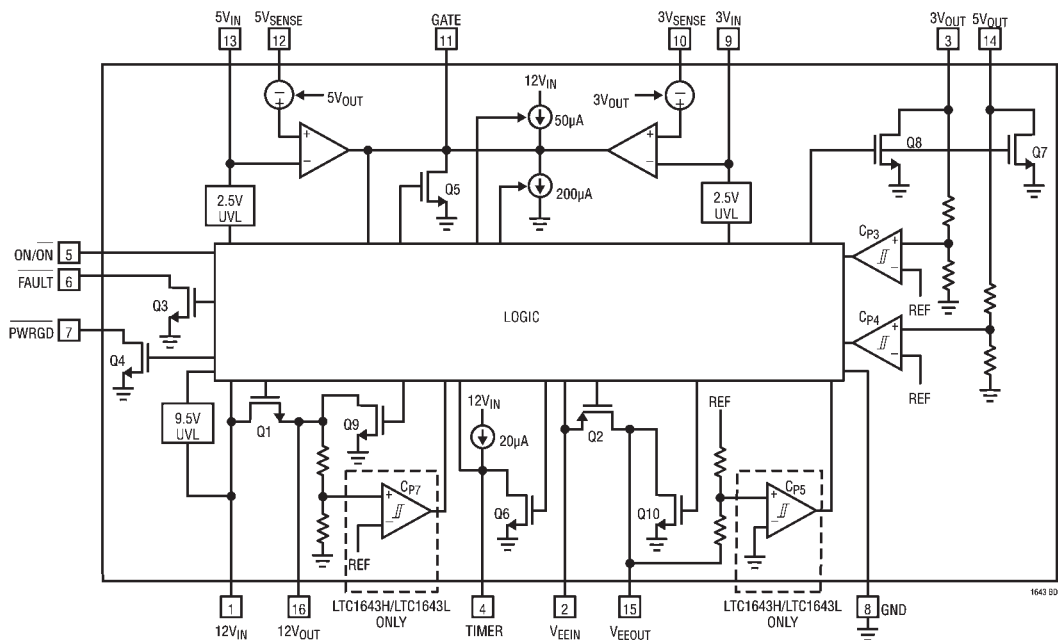 5VIN 5VSENSE GATE 3VSENSE 3VIN 3VOUT 5VOUT
13 12 11 10 9 3 14
12VIN
− + 5VOUT 3VOUT − +
50µA
+ − + −
Q8 Q7
Q5
2.5V UVL 200µA 2.5V UVL
ON/ON 5
CP3 + −
FAULT 6
REF
Q3
LOGIC
PWRGD 7
CP4 + −
Q4
REF
9.5V UVL
Q1 Q9 12VIN Q2 REF
20µA
CP7 + − Q6 Q10 CP5 + −
REF
LTC1643H/LTC1643L ONLY LTC1643H/LTC1643L ONLY
1643 BD
1 16 4 2 15 8 GND
12VIN 12VOUT TIMER VEEIN VEEOUT